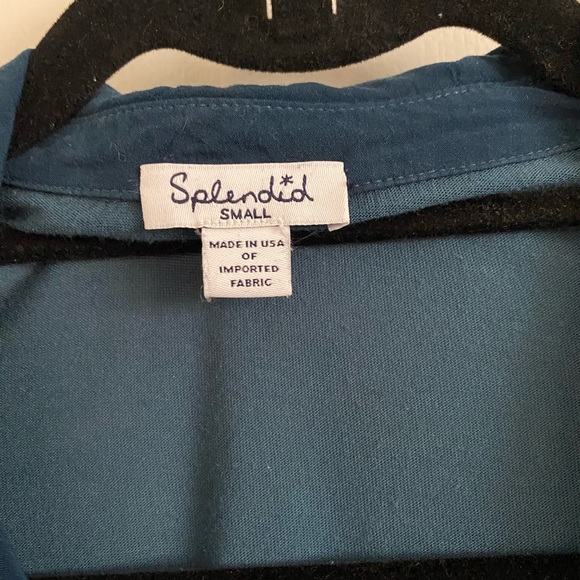 Splendid
SMALL
MADE IN USA
OF
IMPORTED
FABRIC